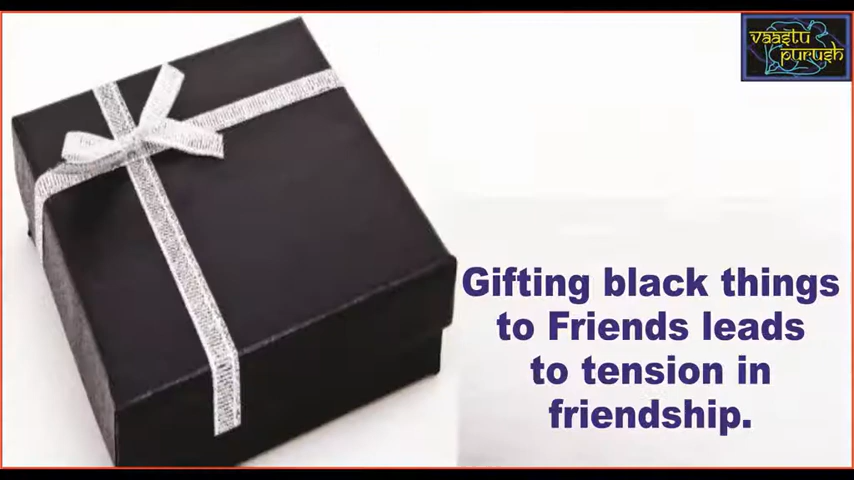 vaastu
purush
Gifting black things
to Friends leads
to tension in
friendship.